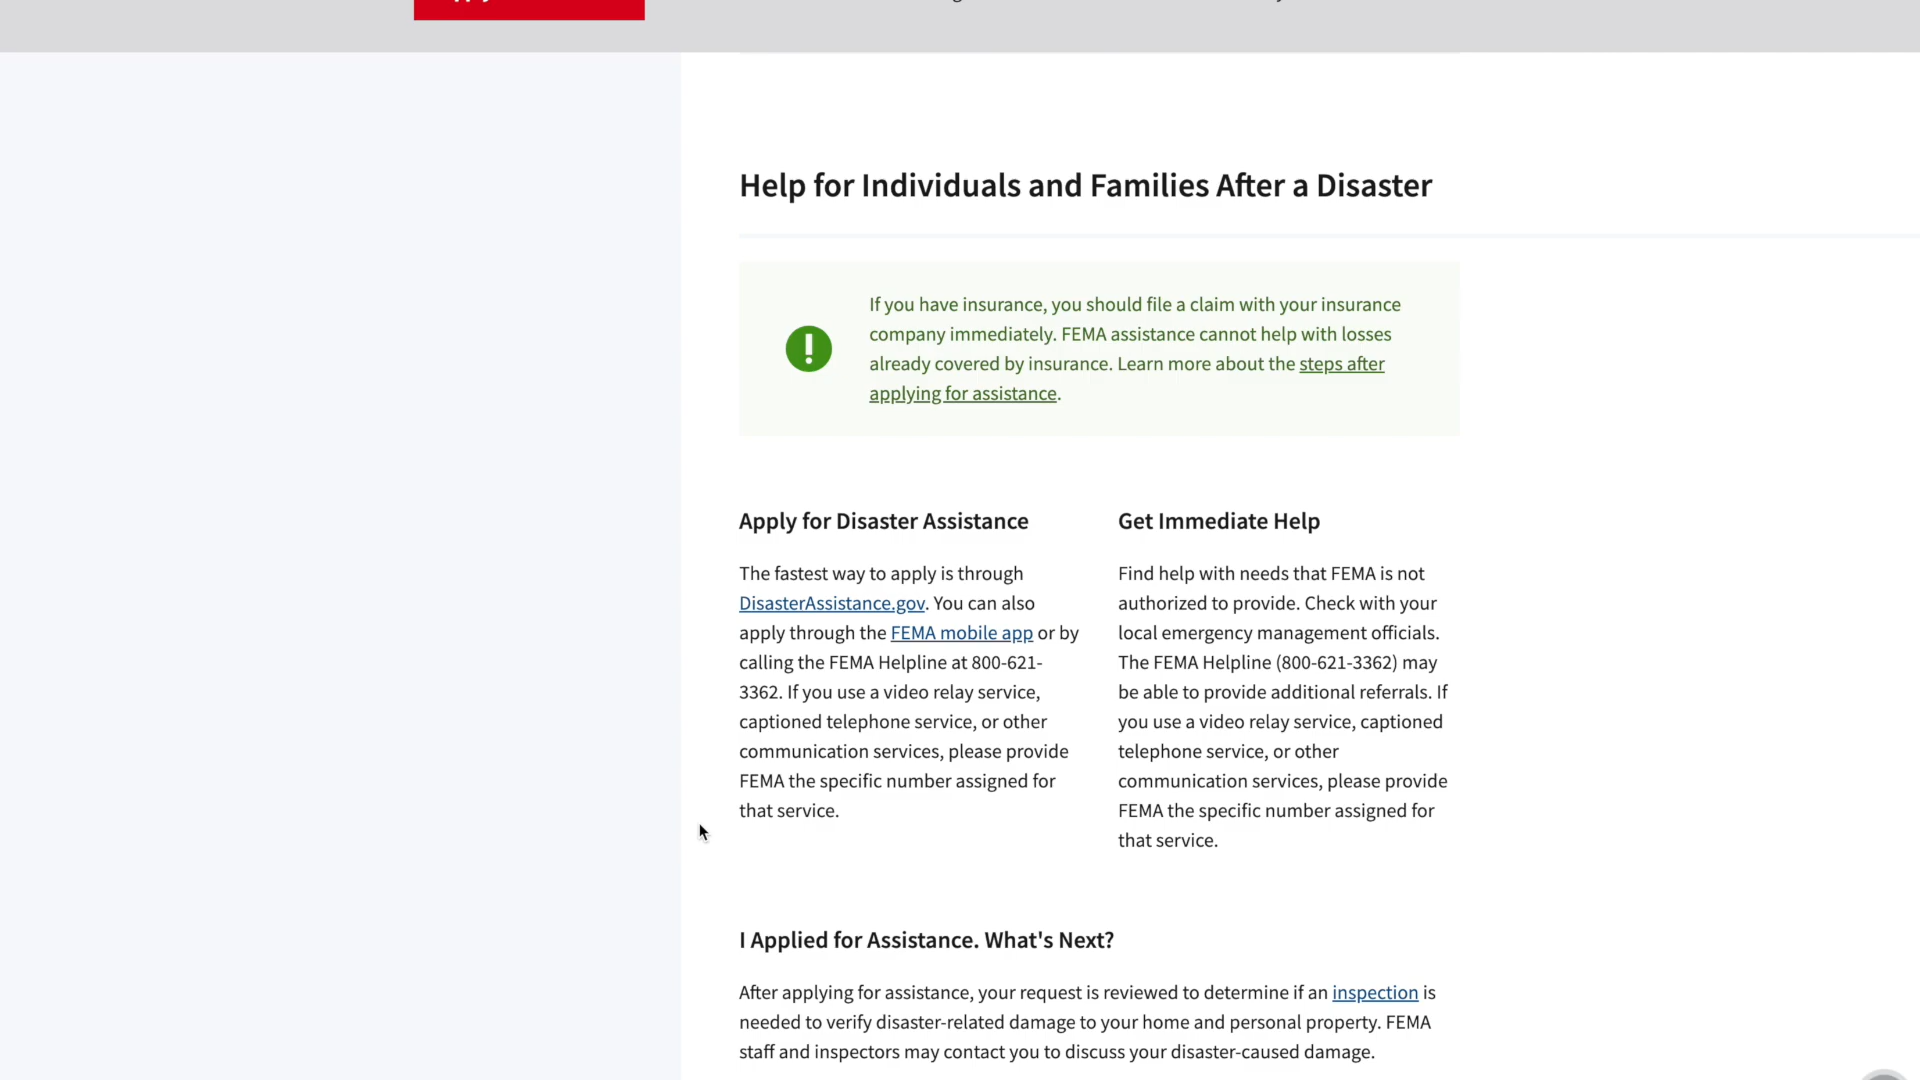 Help for Individuals and Families After a Disaster
If you have insurance, you should file a claim with your insurance
company immediately. FEMA assistance cannot help with losses
already covered by insurance. Learn more about the steps after
applying for assistance.
Apply for Disaster Assistance
The fastest way to apply is through
DisasterAssistance.gov. You can also
apply through the FEMA mobile app or by
calling the FEMA Helpline at 800-621-
3362. If you use a video relay service,
captioned telephone service, or other
communication services, please provide
FEMA the specific number assigned for
that service.
Get Immediate Help
Find help with needs that FEMA is not
authorized to provide. Check with your
local emergency management officials.
The FEMA Helpline (800-621-3362) may
be able to provide additional referrals. If
you use a video relay service, captioned
telephone service, or other
communication services, please provide
FEMA the specific number assigned for
that service.
I Applied for Assistance. What's Next?
After applying for assistance, your request is reviewed to determine if an inspection is
needed to verify disaster-related damage to your home and personal property. FEMA
staff and inspectors may contact you to discuss your disaster-caused damage.